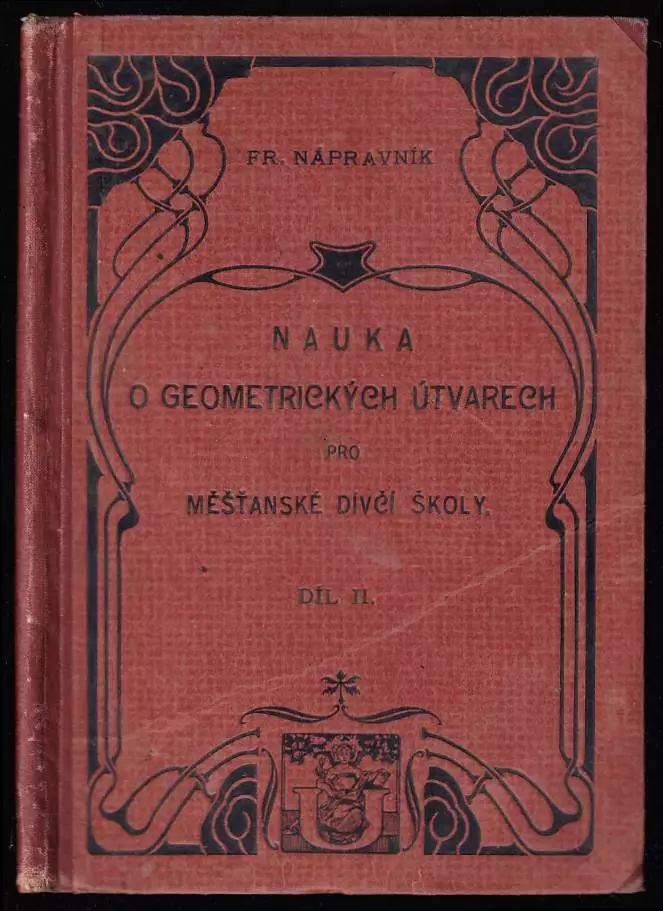 FR. NÁPRAVNÍK
NAUKA
O GEOMETRICKÝCH ÚTVARECH
PRO
MĚŠŤANSKÉ DÍVČÍ ŠKOLY.
DÍL II.
U